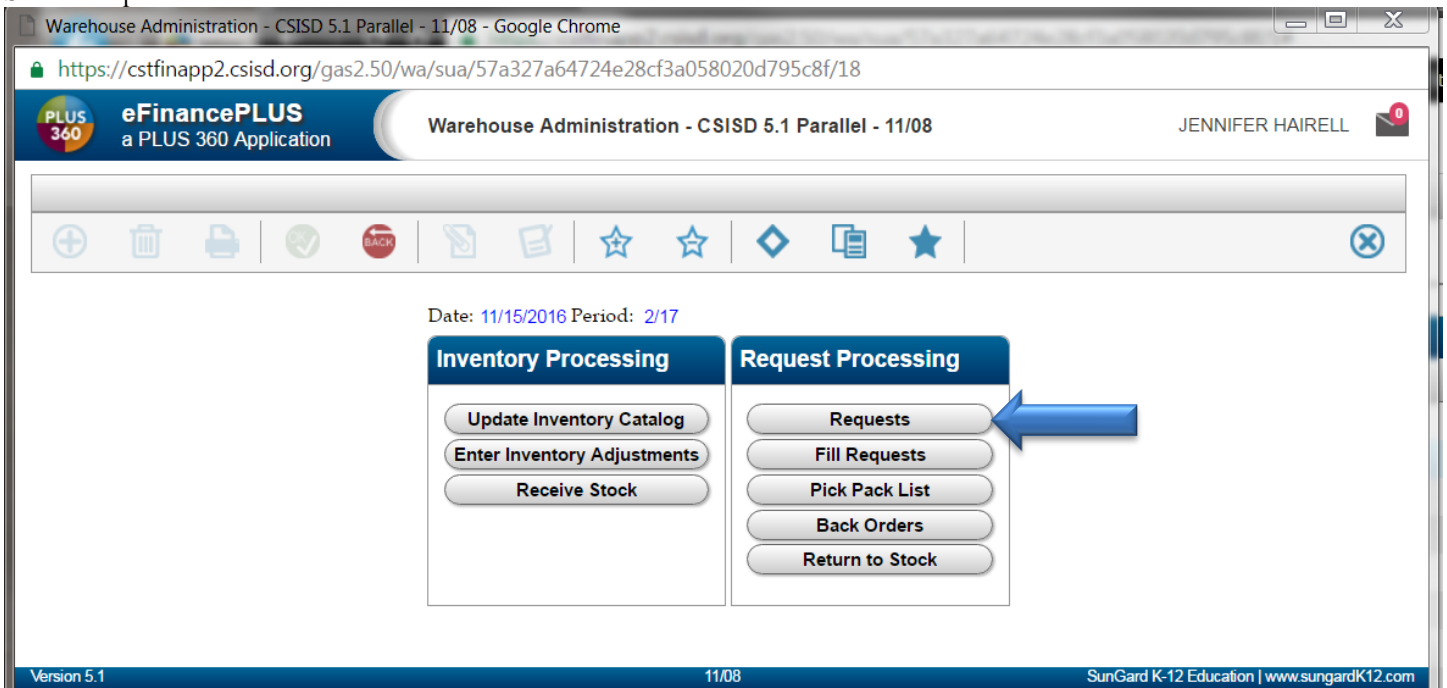 Warehouse Administration - CSISD 5.1 Parallel - 11/08 - Google Chrome
https://cstfinapp2.csisd.org/gas2.50/wa/sua/57a327a64724e28cf3a058020d795c8f/18
PLUS 360
eFinancePLUS
a PLUS 360 Application
Warehouse Administration - CSISD 5.1 Parallel - 11/08
JENNIFER HAIRELL
0
BACK
Date: 11/15/2016 Period: 2/17
Inventory Processing
Update Inventory Catalog
Enter Inventory Adjustments
Receive Stock
Request Processing
Requests
Fill Requests
Pick Pack List
Back Orders
Return to Stock
Version 5.1
11/08
SunGard K-12 Education | www.sungardK12.com